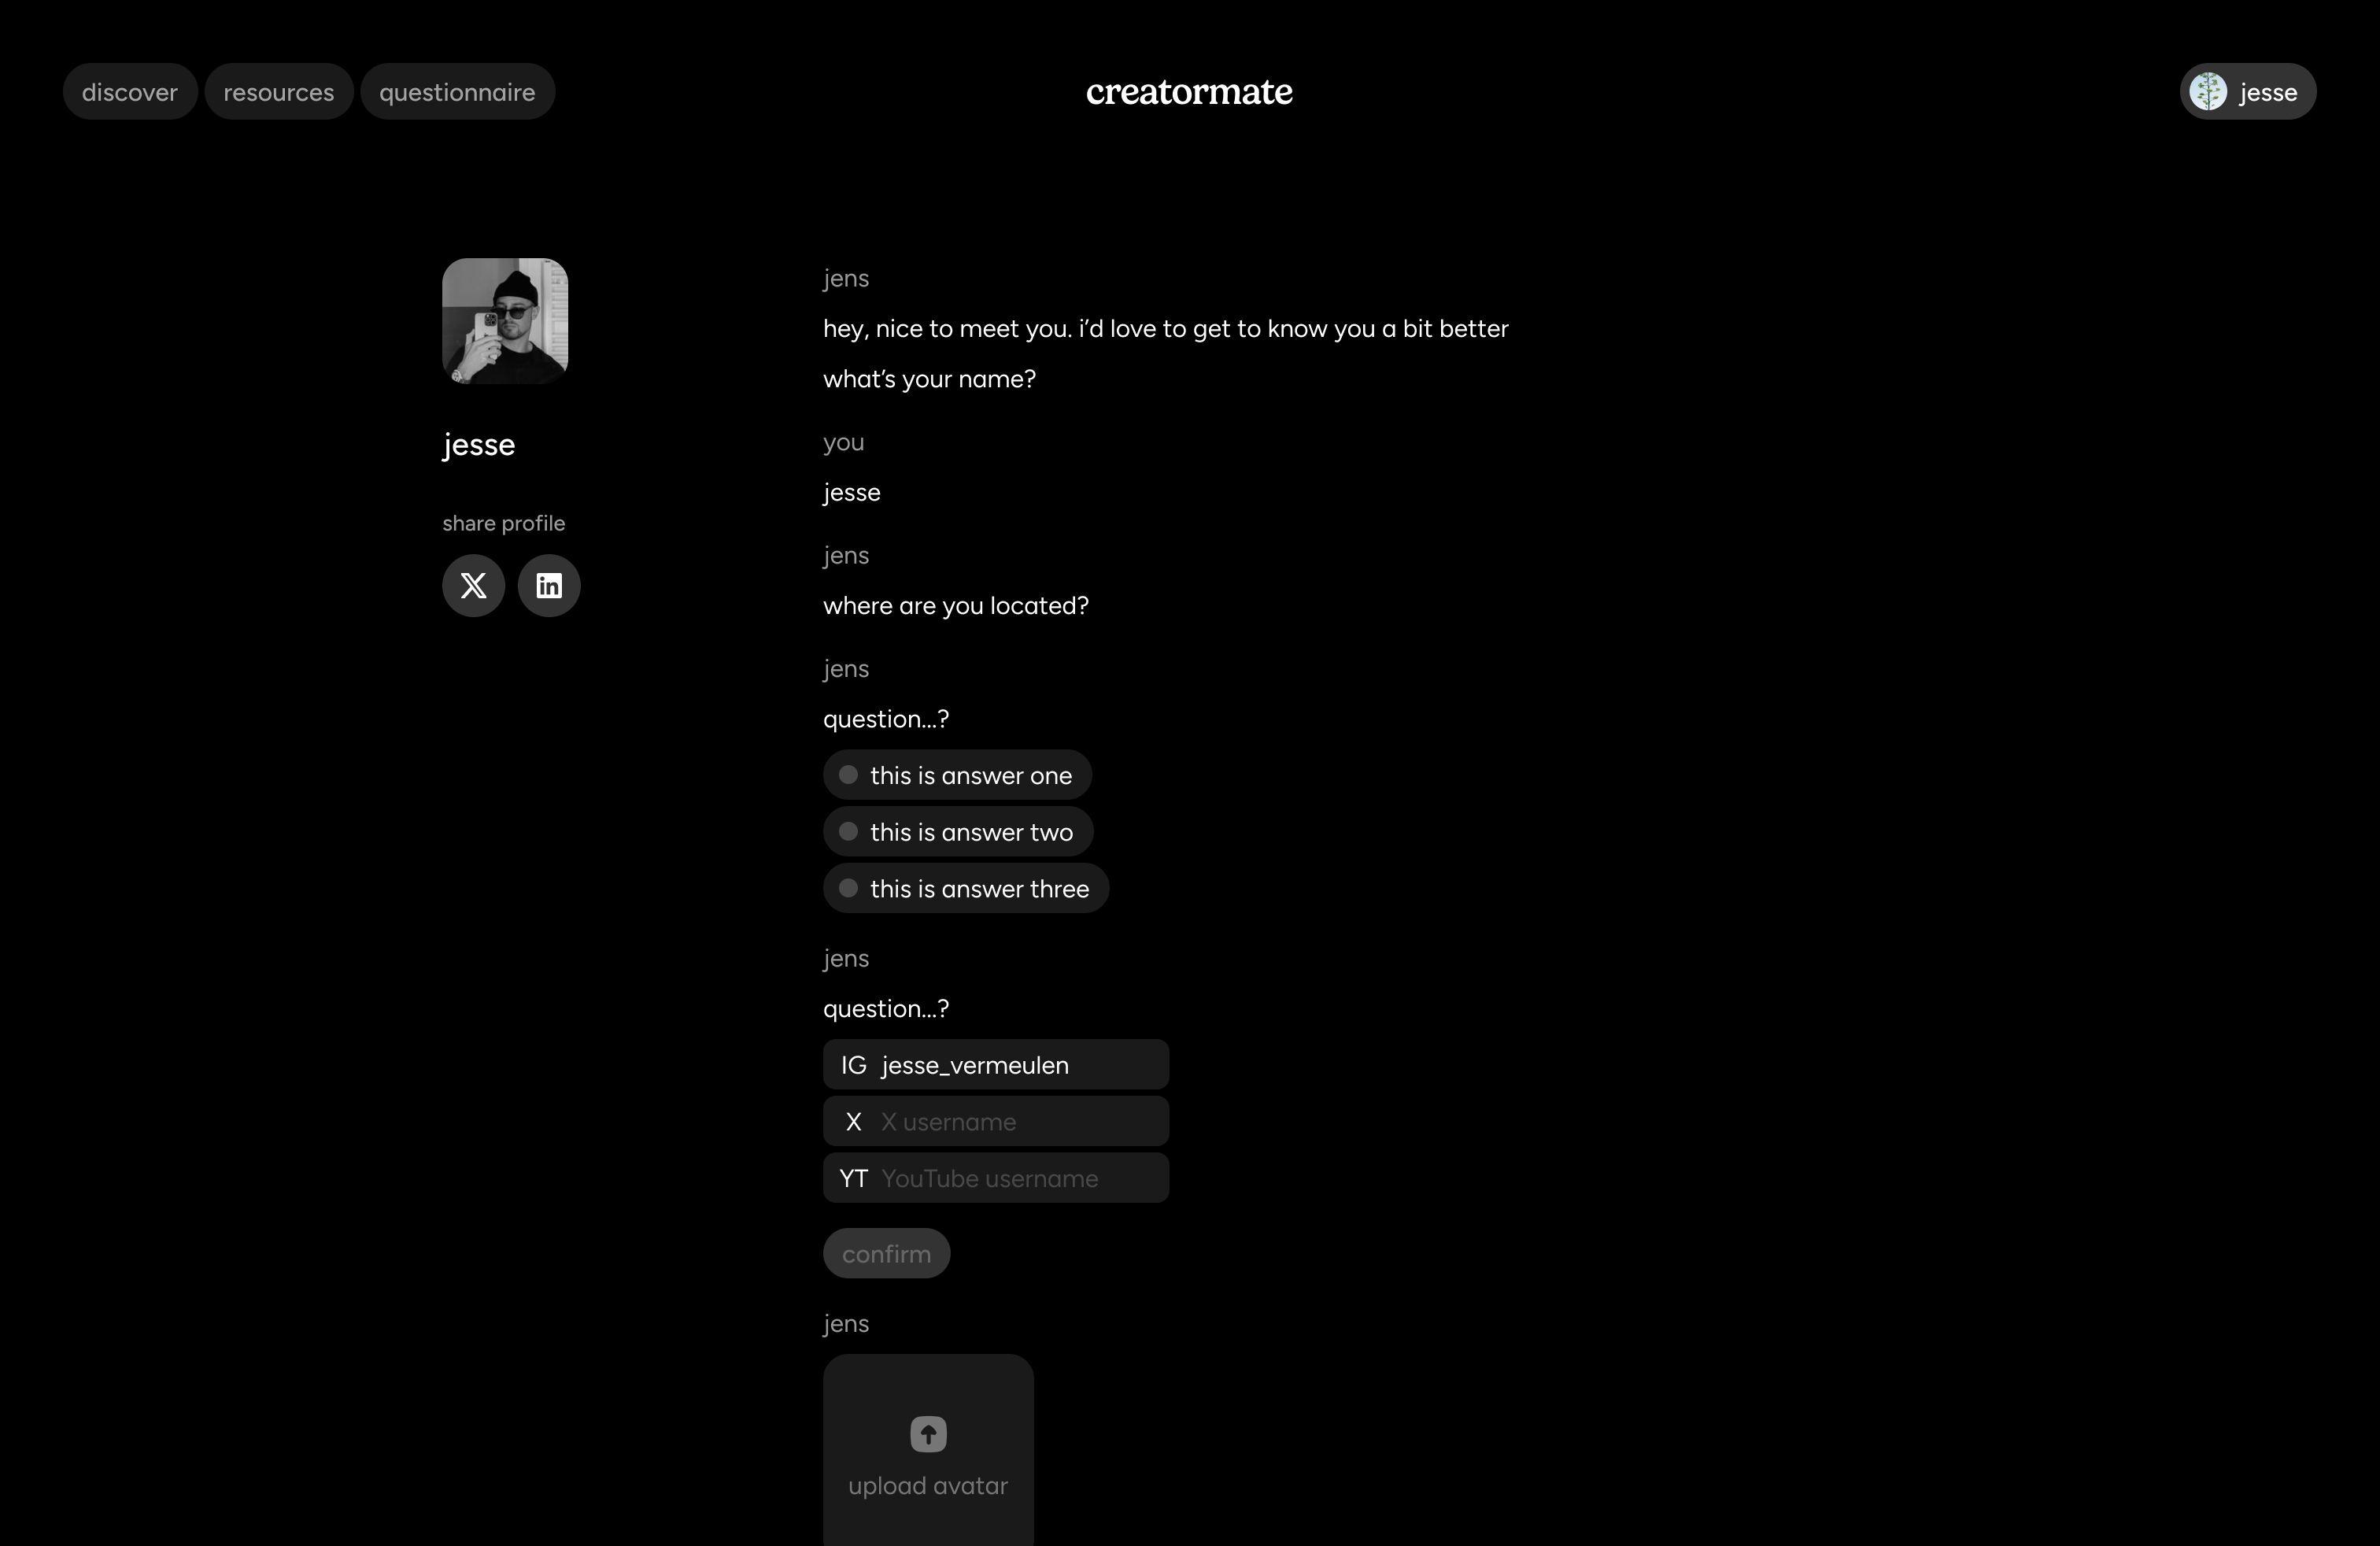 discover
resources
questionnaire
creatormate
jesse
jesse
share profile
jens
hey, nice to meet you. i’d love to get to know you a bit better
what’s your name?
you
jesse
jens
where are you located?
jens
question...?
this is answer one
this is answer two
this is answer three
jens
question...?
IG jesse_vermeulen
X X username
YT YouTube username
confirm
jens
upload avatar